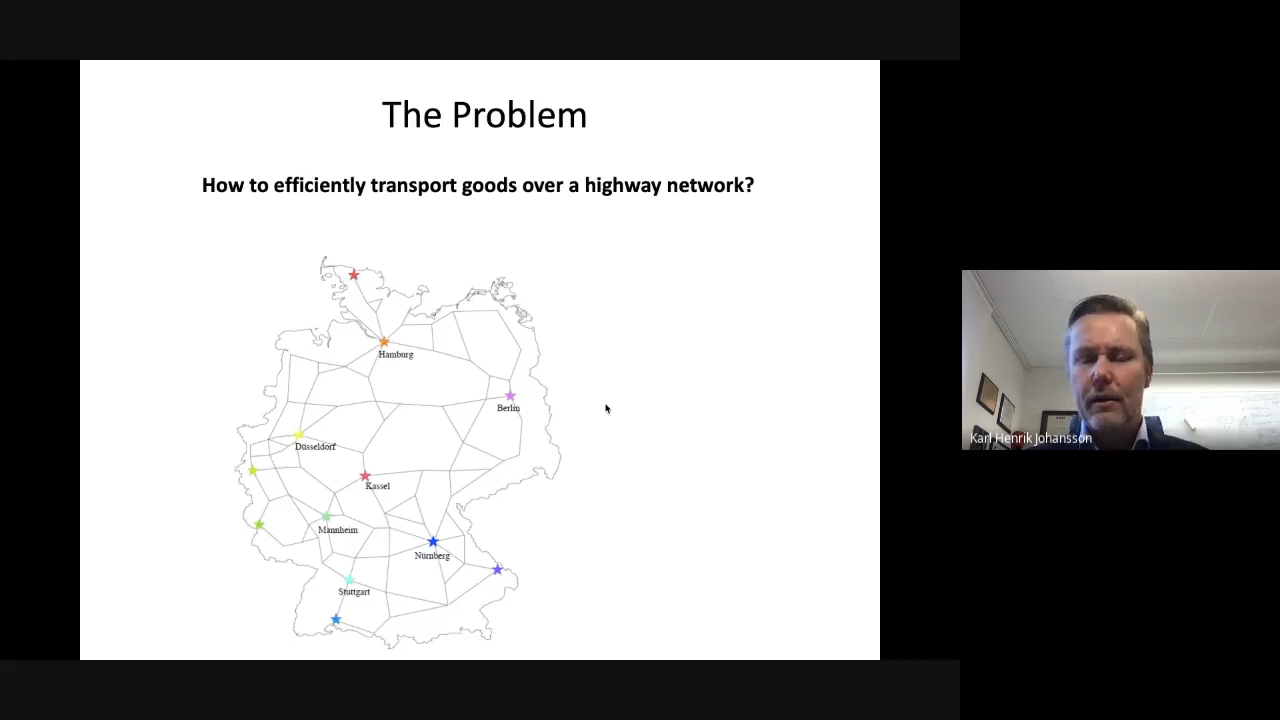 The Problem
How to efficiently transport goods over a highway network?
Hamburg
Berlin
Düsseldorf
Kassel
Mannheim
Nürnberg
Stuttgart
Karl Henrik Johansson